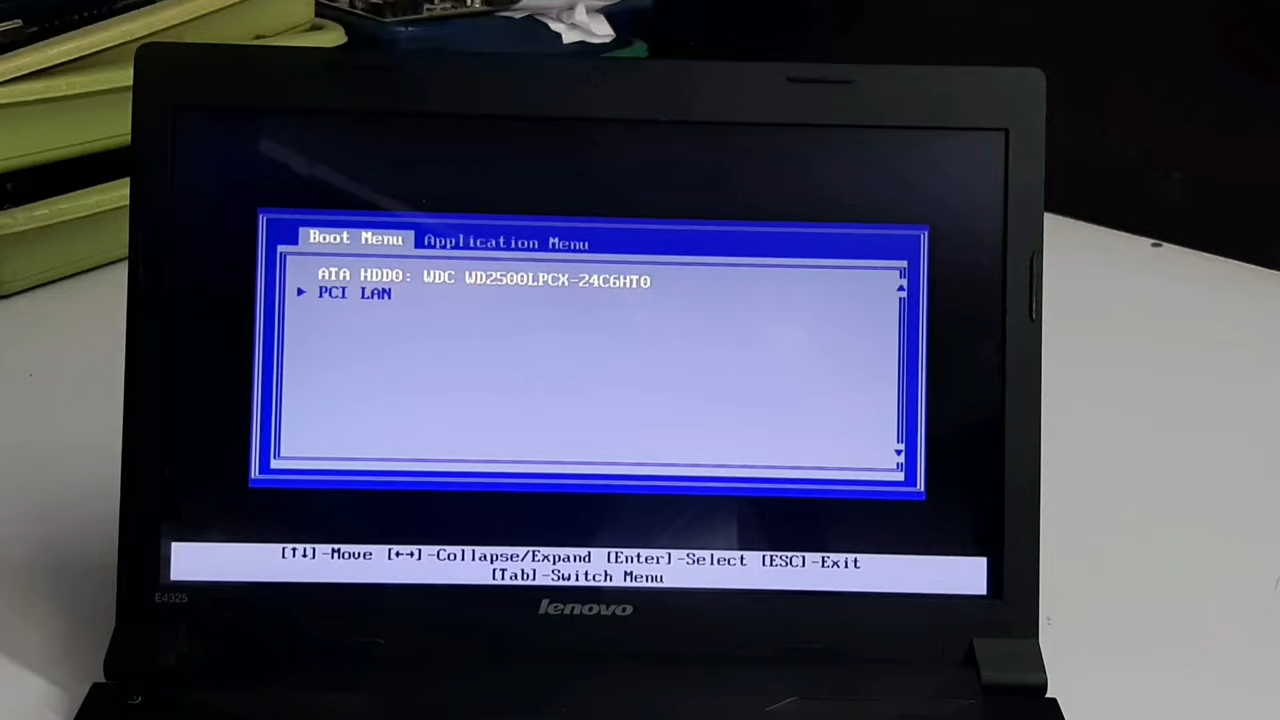 Boot Menu Application Menu
ATA HDD0: WDC WD2500LPCX-24C6HT0
PCI LAN
[↑↓]-Move [←→]-Collapse/Expand [Enter]-Select [ESC]-Exit
[Tab]-Switch Menu
E4325
lenovo